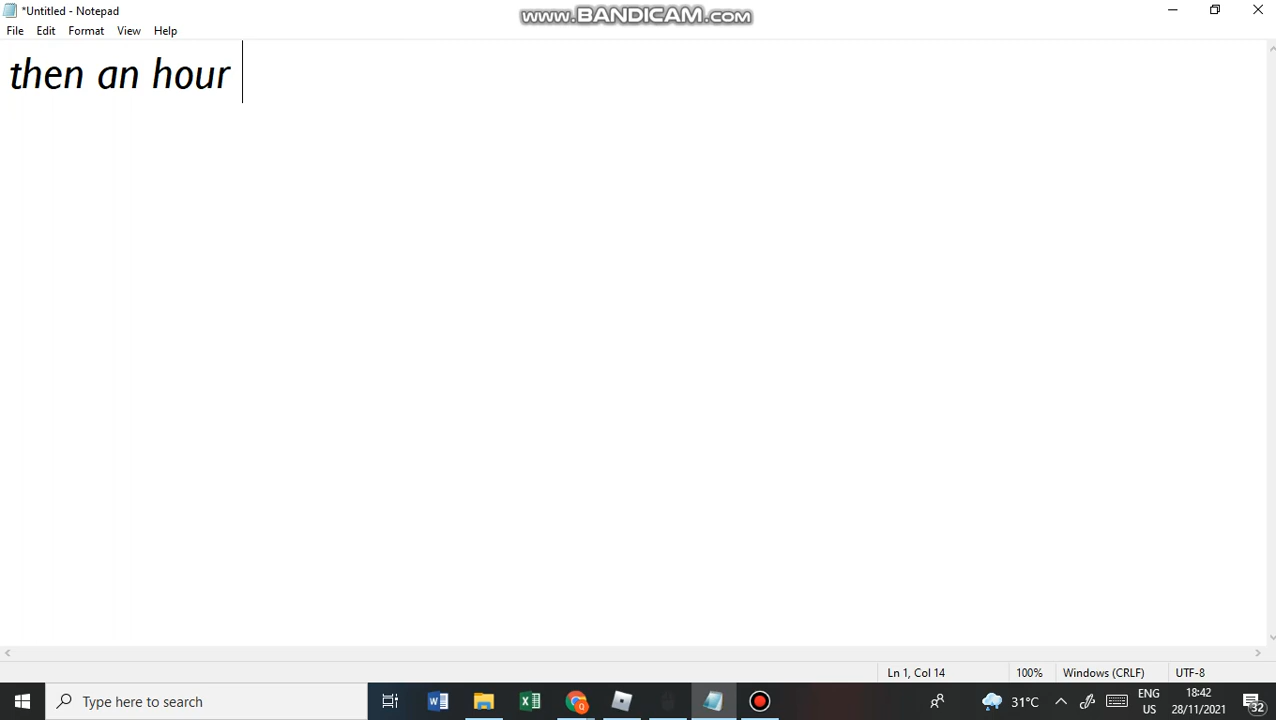 *Untitled - Notepad
www.BANDICAM.com
File Edit Format View Help
then an hour
Ln 1, Col 14 100% Windows (CRLF) UTF-8
Type here to search
31°C
ENG
US
18:42
28/11/2021
32